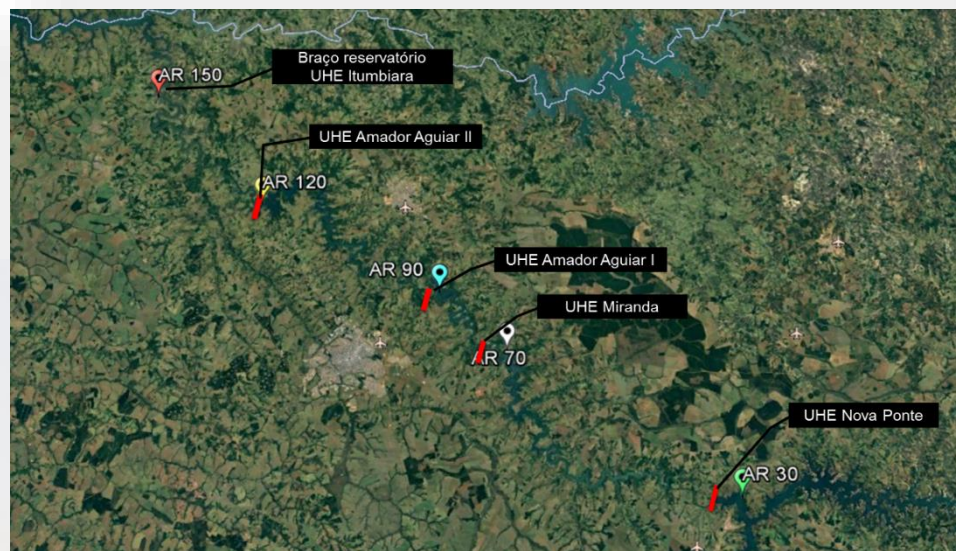 Braço reservatório
UHE Itumbiara
AR 150
UHE Amador Aguiar II
AR 120
UHE Amador Aguiar I
AR 90
UHE Miranda
AR 70
UHE Nova Ponte
AR 30